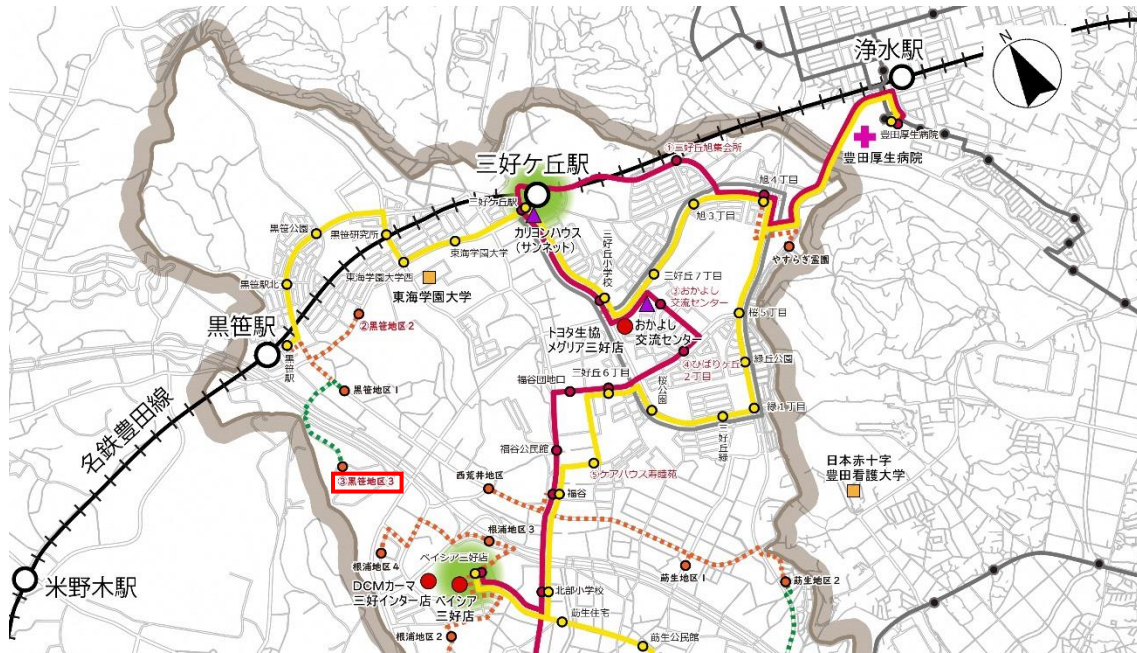 浄水駅
N
豊田厚生病院
豊田厚生病院
①三好丘旭集会所
三好ケ丘駅
旭4丁目
三好ケ丘駅
旭3丁目
カリヨンハウス
(サンネット)
黒笹公園
黒笹研究所
東海学園大学
三好丘小学校
やすらぎ霊園
東海学園大学西
三好丘7丁目
黒笹駅北
東海学園大学
③おかよし
交流センター
桜5丁目
②黒笹地区2
黒笹駅
トヨタ生協
メグリア三好店
おかよし
交流センター
黒笹駅
④ひばりヶ丘
2丁目
緑丘公園
三好丘6丁目
福谷団地口
黒笹地区1
桜公園
緑1丁目
名鉄豊田線
三好丘緑
福谷公民館
日本赤十字
豊田看護大学
⑤ケアハウス寿睦苑
西荒井地区
③黒笹地区3
福谷
根浦地区3
ベイシア三好店
根浦地区4
莇生地区1
莇生地区2
米野木駅
DCMカーマ
三好インター店
ベイシア
三好店
北部小学校
莇生住宅
根浦地区2
莇生公民館